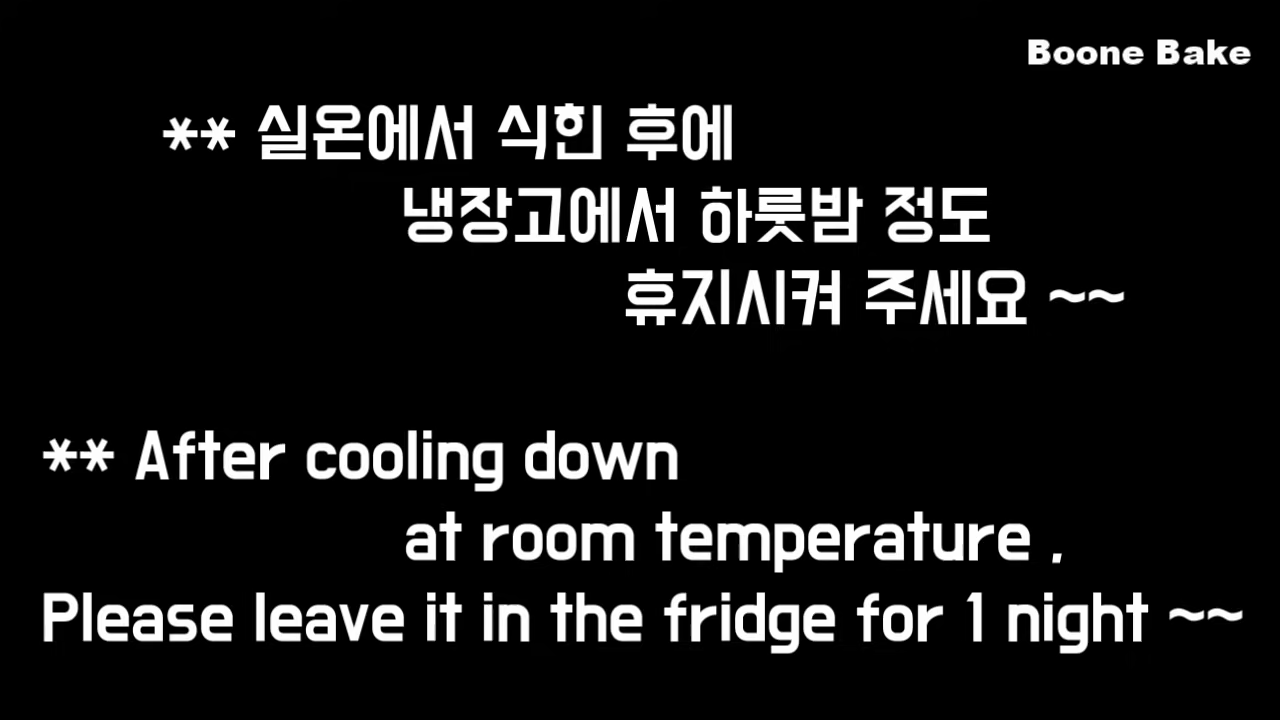 Boone Bake
** 실온에서 식힌 후에
냉장고에서 하룻밤 정도
휴지시켜 주세요 ~~
** After cooling down
at room temperature .
Please leave it in the fridge for 1 night ~~